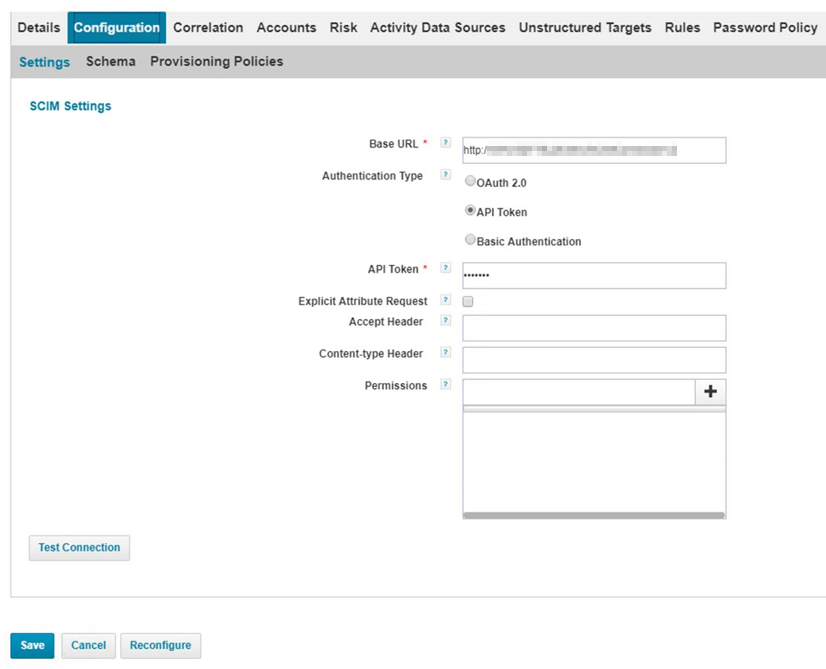 Details Configuration Correlation Accounts Risk Activity Data Sources Unstructured Targets Rules Password Policy
Settings Schema Provisioning Policies
SCIM Settings
Base URL * ? http:/
Authentication Type ? OAuth 2.0
API Token
Basic Authentication
API Token * ? •••••••
Explicit Attribute Request ?
Accept Header ?
Content-type Header ?
Permissions ? +
Test Connection
Save Cancel Reconfigure